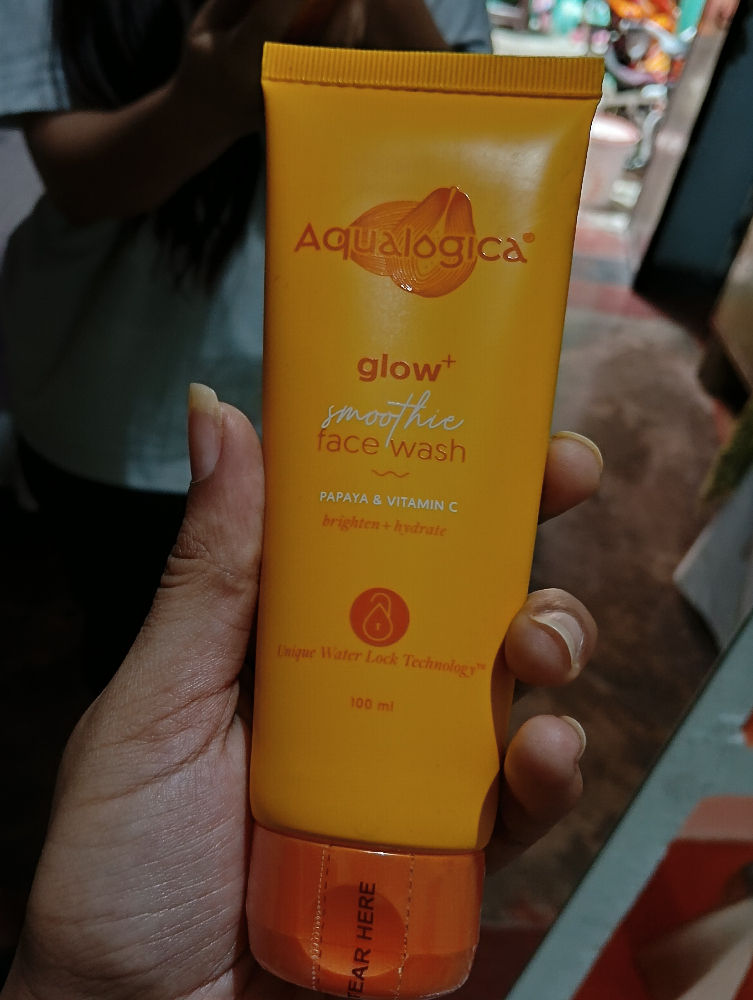 Aqualogica®
glow+
smoothie
face wash
PAPAYA & VITAMIN C
brighten + hydrate
Unique Water Lock Technology™
100 ml
TEAR HERE